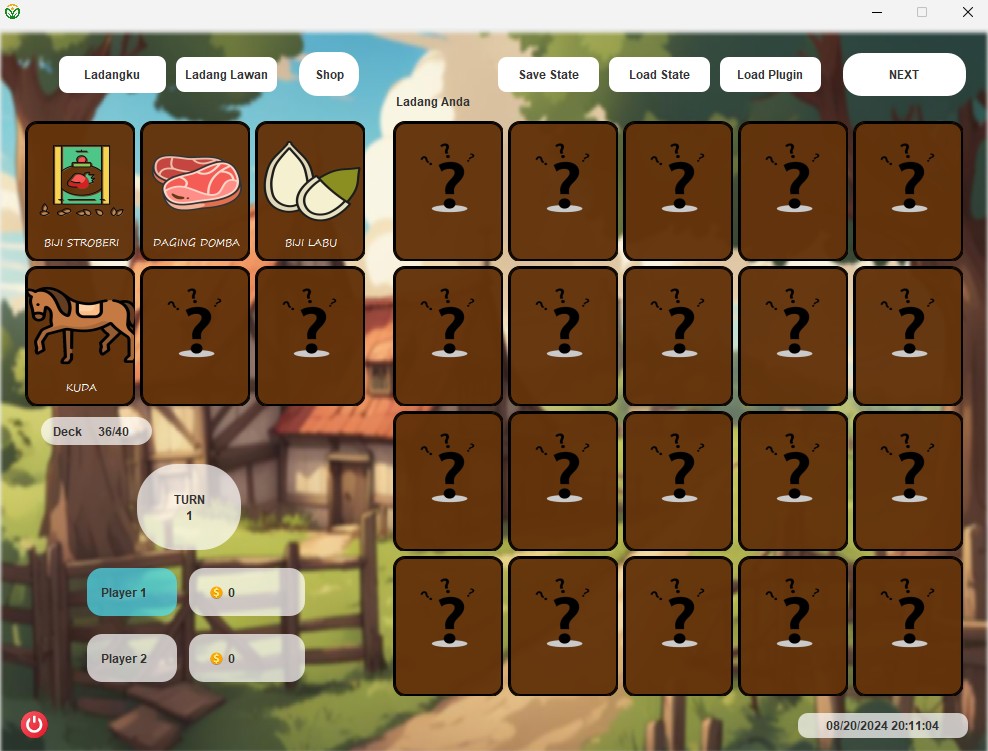 Ladangku
Ladang Lawan
Shop
Save State
Load State
Load Plugin
NEXT
Ladang Anda
BIJI STROBERI
DAGING DOMBA
BIJI LABU
KUDA
Deck 36/40
TURN
1
Player 1
$ 0
Player 2
$ 0
08/20/2024 20:11:04